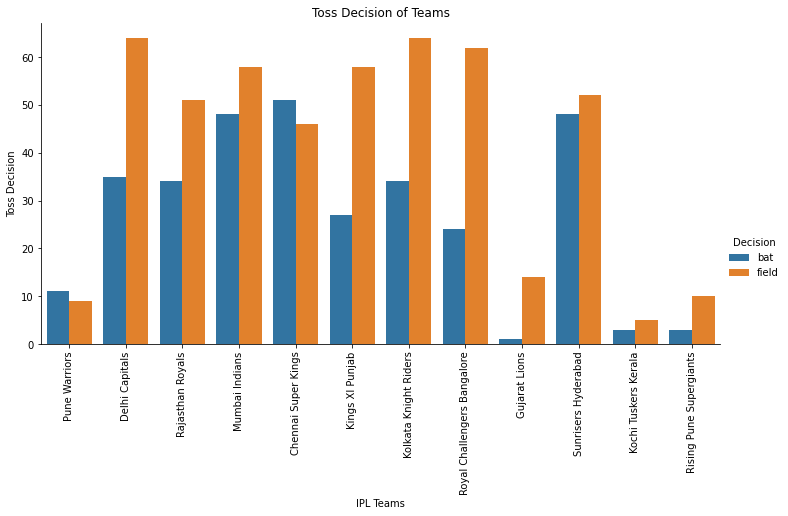 Toss Decision of Teams
Toss Decision
60
50
40
30
20
10
0
Pune Warriors
Delhi Capitals
Rajasthan Royals
Mumbai Indians
Chennai Super Kings
Kings XI Punjab
Kolkata Knight Riders
Royal Challengers Bangalore
Gujarat Lions
Sunrisers Hyderabad
Kochi Tuskers Kerala
Rising Pune Supergiants
IPL Teams
Decision
bat
field